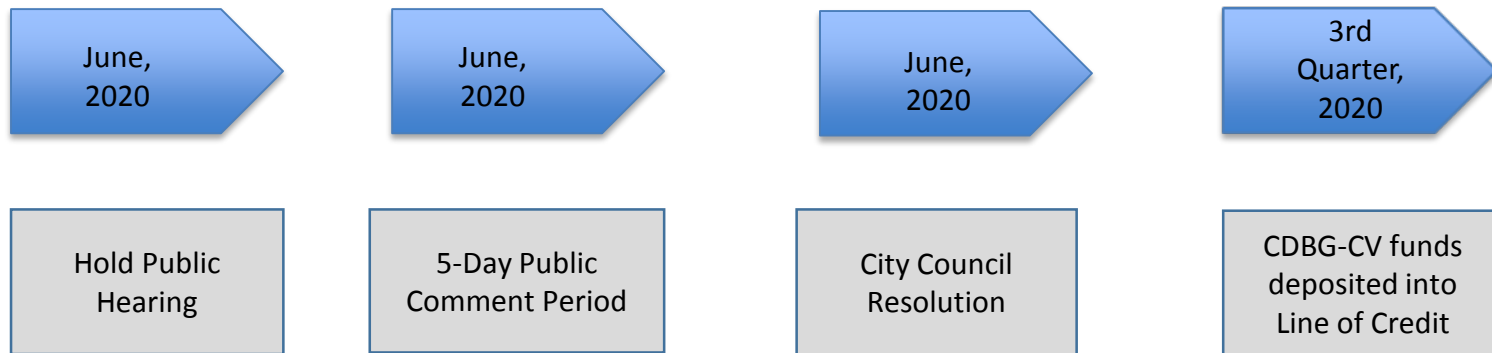 June,
2020
June,
2020
June,
2020
3rd
Quarter,
2020
Hold Public
Hearing
5-Day Public
Comment Period
City Council
Resolution
CDBG-CV funds
deposited into
Line of Credit